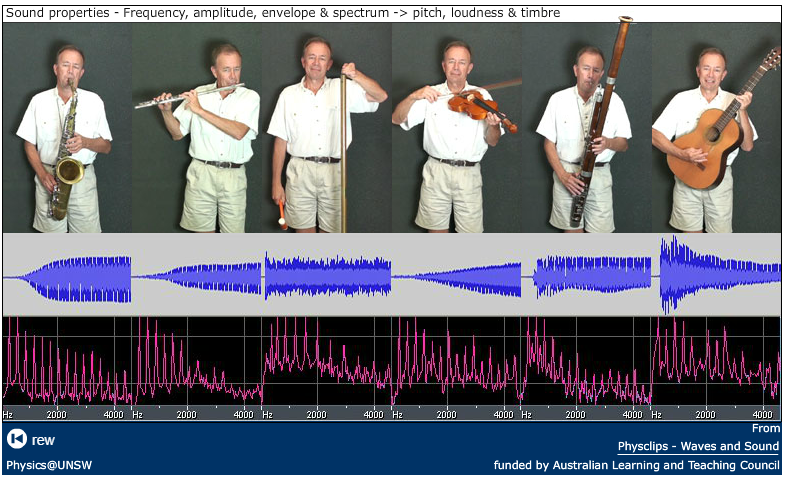 Sound properties - Frequency, amplitude, envelope & spectrum -> pitch, loudness & timbre
Hz 2000 4000 Hz 2000 4000 Hz 2000 4000 Hz 2000 4000 Hz 2000 4000 Hz 2000 4000
rew
From
Physclips - Waves and Sound
Physics@UNSW
funded by Australian Learning and Teaching Council